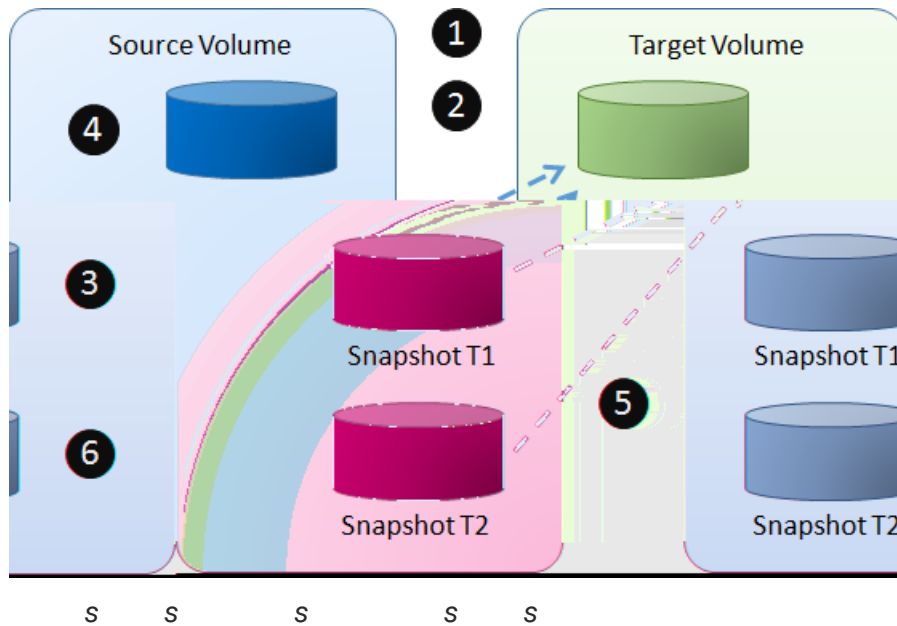 Source Volume
1
Target Volume
4
2
3
Snapshot T1
Snapshot T1
5
6
Snapshot T2
Snapshot T2
s s s s s